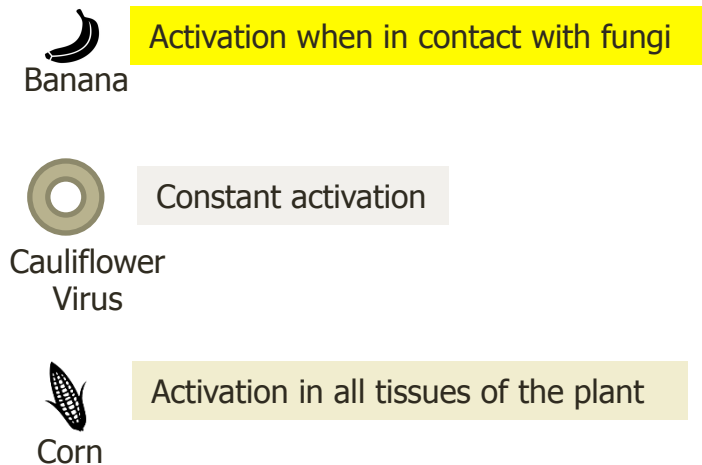 Activation when in contact with fungi
Banana
Constant activation
Cauliflower
Virus
Activation in all tissues of the plant
Corn